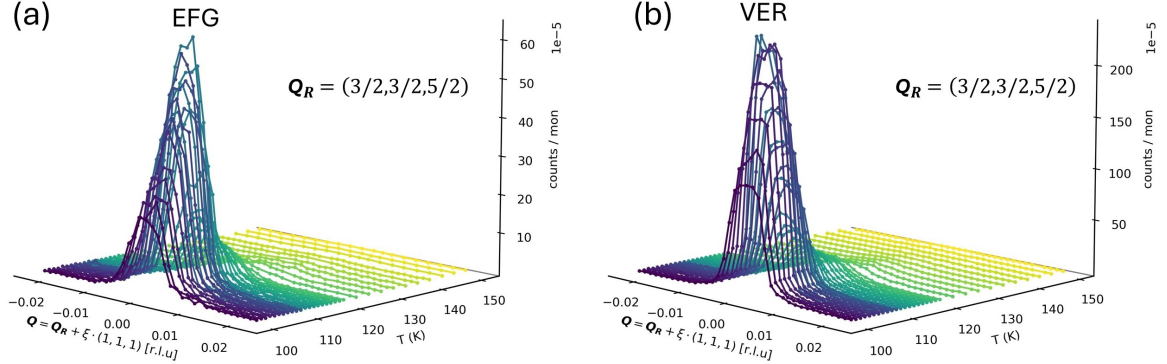 (a)
EFG
1e−5
60
50
40
30
20
10
counts / mon
Q_R = (3/2,3/2,5/2)
−0.02
−0.01
0.00
0.01
0.02
Q = Q_R + ξ · (1, 1, 1) [r.l.u]
100
110
120
130
140
150
T (K)
(b)
VER
1e−5
200
150
100
50
counts / mon
Q_R = (3/2,3/2,5/2)
−0.02
−0.01
0.00
0.01
0.02
Q = Q_R + ξ · (1, 1, 1) [r.l.u]
100
110
120
130
140
150
T (K)